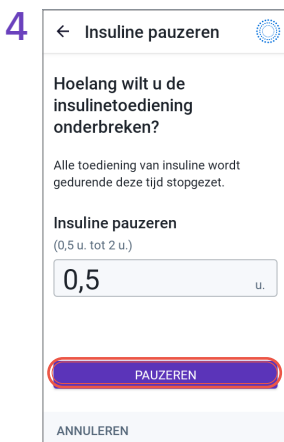 4
← Insuline pauzeren
Hoelang wilt u de
insulinetoediening
onderbreken?
Alle toediening van insuline wordt
gedurende deze tijd stopgezet.
Insuline pauzeren
(0,5 u. tot 2 u.)
0,5 u.
PAUZEREN
ANNULEREN